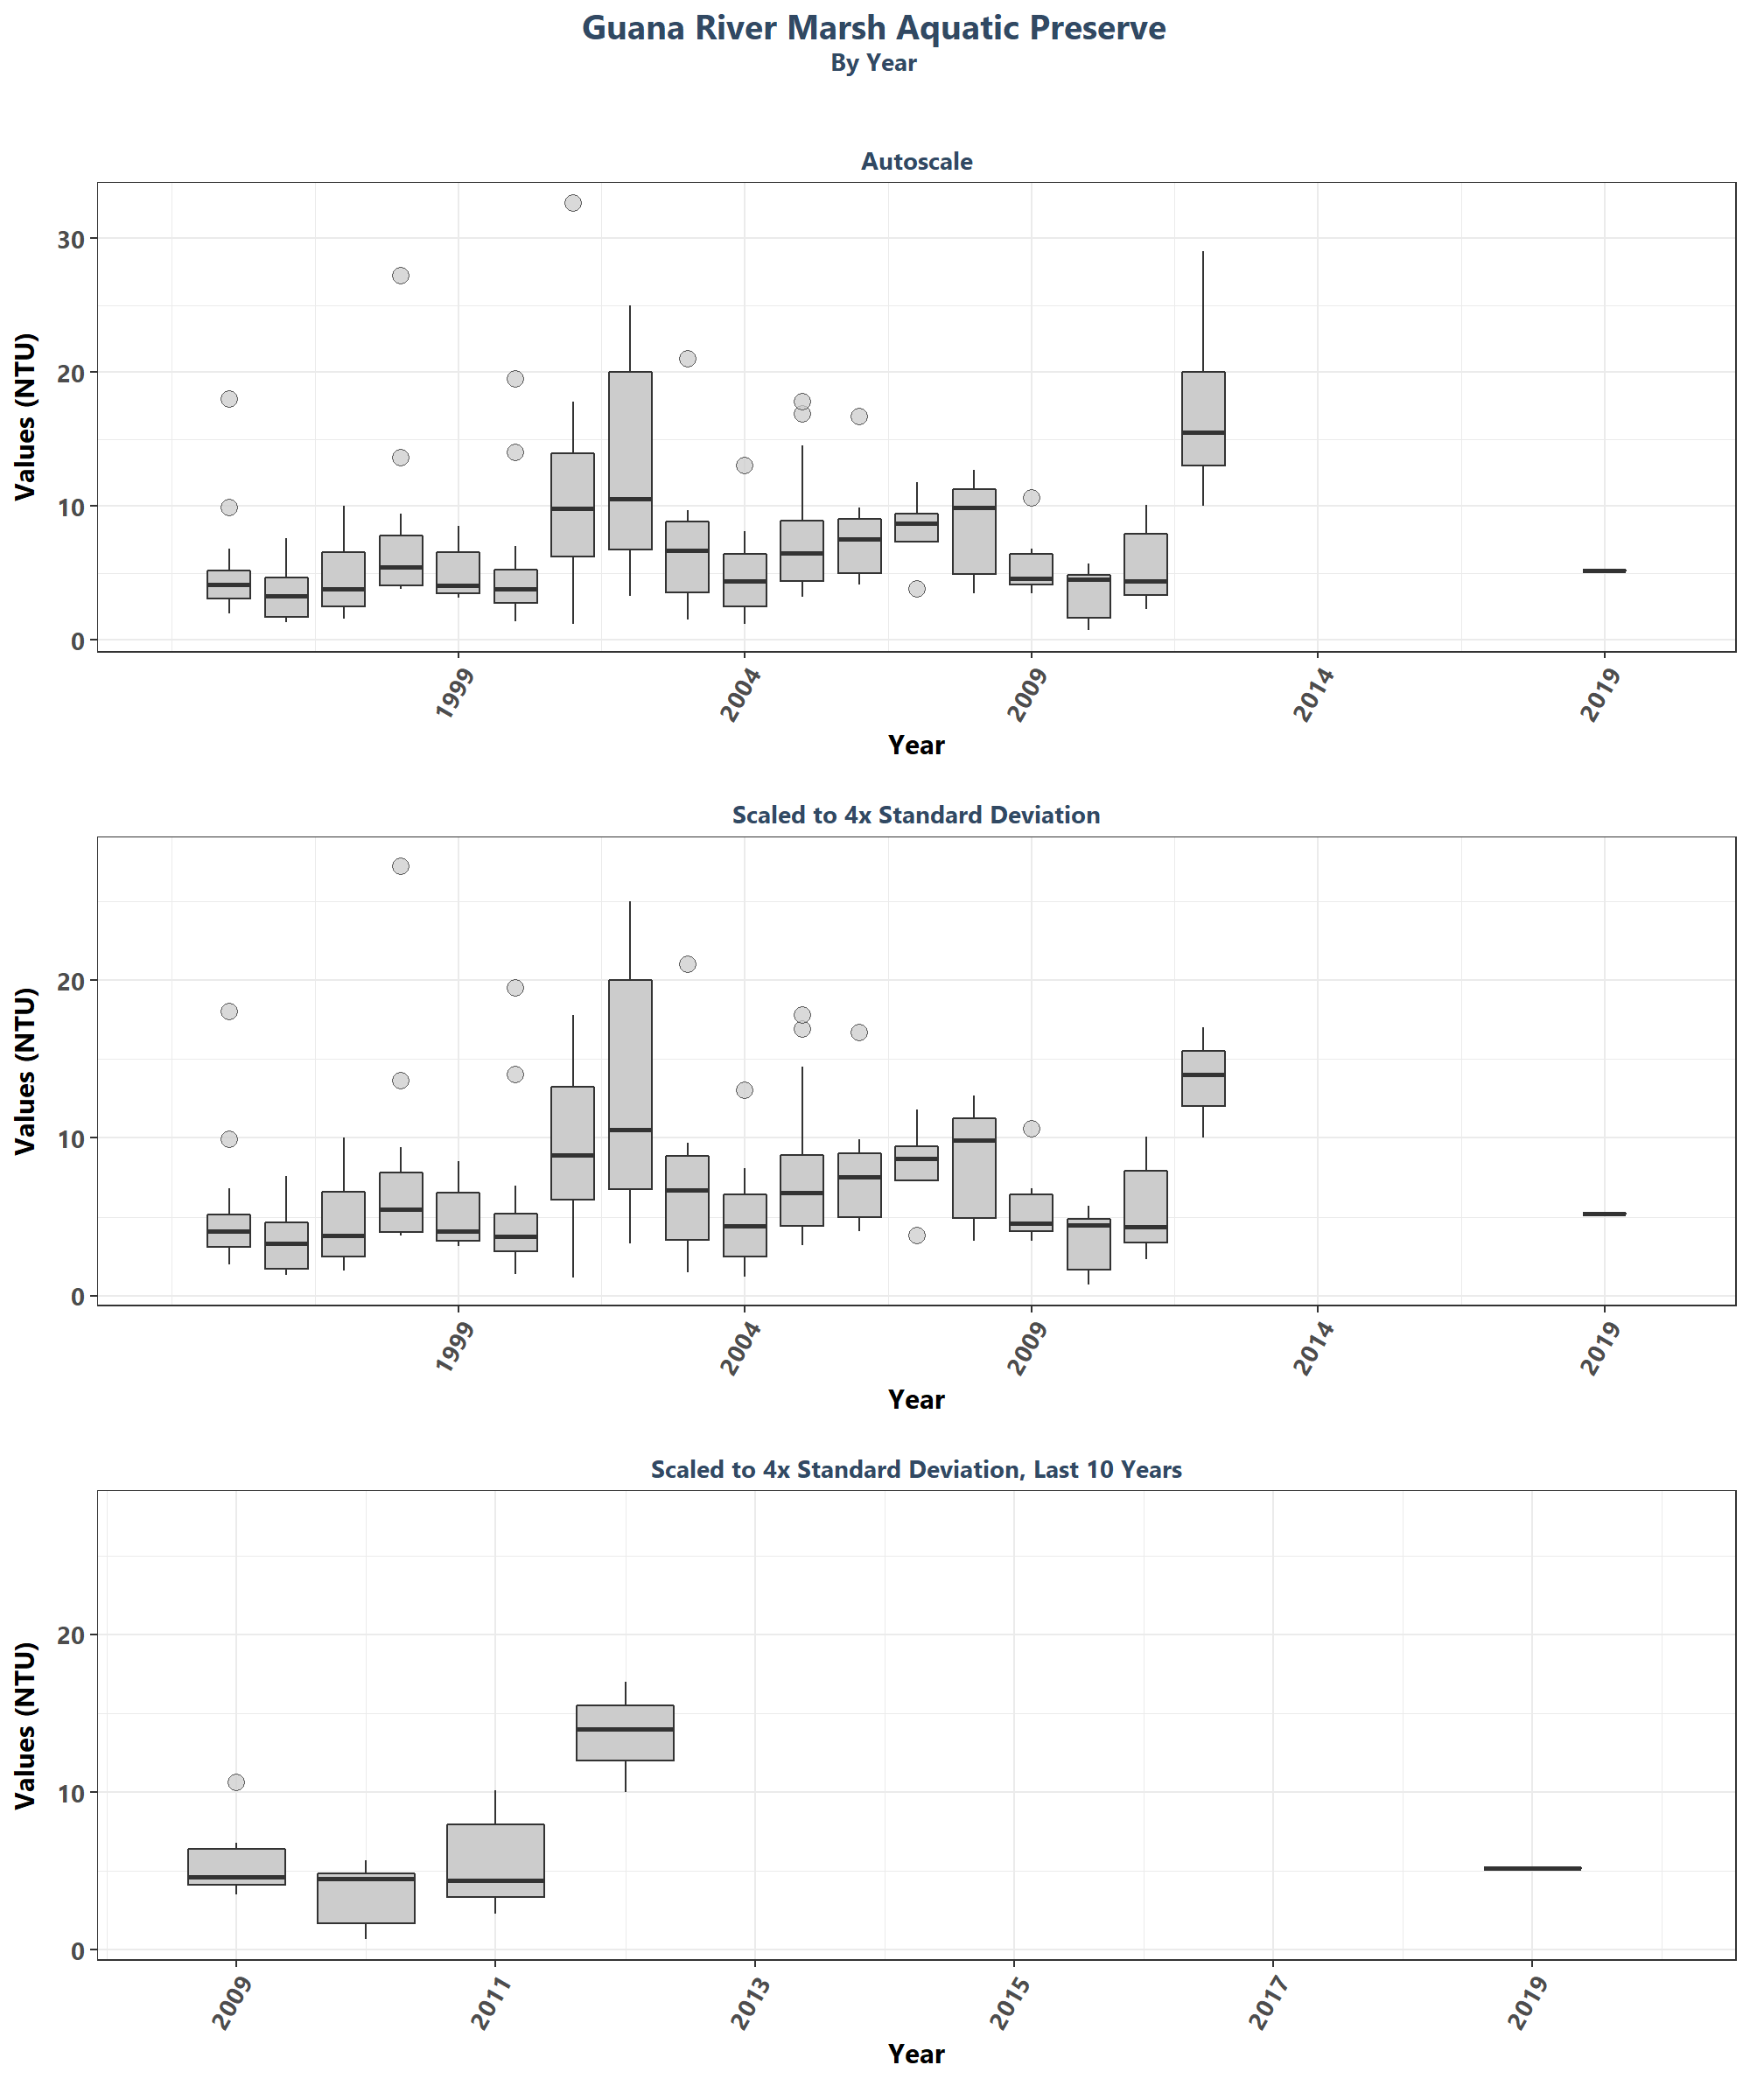 Guana River Marsh Aquatic Preserve
By Year
Autoscale
Values (NTU)
30
20
10
0
1999 2004 2009 2014 2019
Year
Scaled to 4x Standard Deviation
Values (NTU)
20
10
0
1999 2004 2009 2014 2019
Year
Scaled to 4x Standard Deviation, Last 10 Years
Values (NTU)
20
10
0
2009 2011 2013 2015 2017 2019
Year